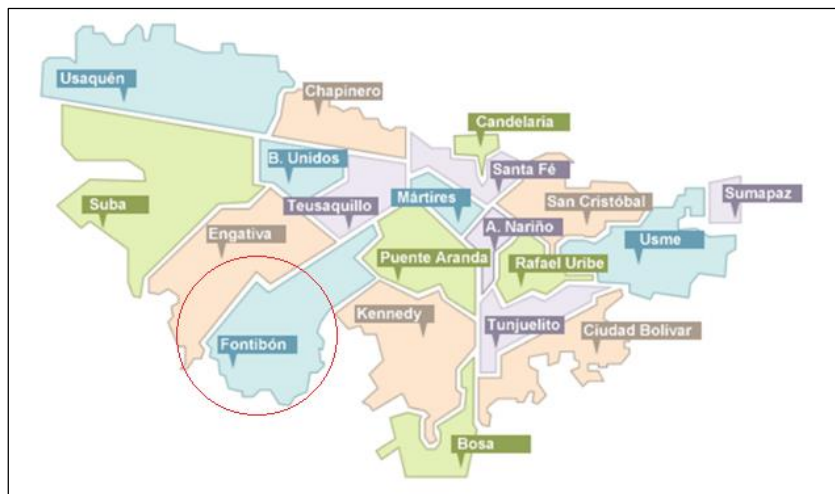 Usaquén
Chapinero
Candelaria
B. Unidos
Santa Fé
Suba
Teusaquillo
Mártires
San Cristóbal
Sumapaz
Engativa
A. Nariño
Usme
Puente Aranda
Rafael Uribe
Fontibón
Kennedy
Tunjuelito
Ciudad Bolivar
Bosa